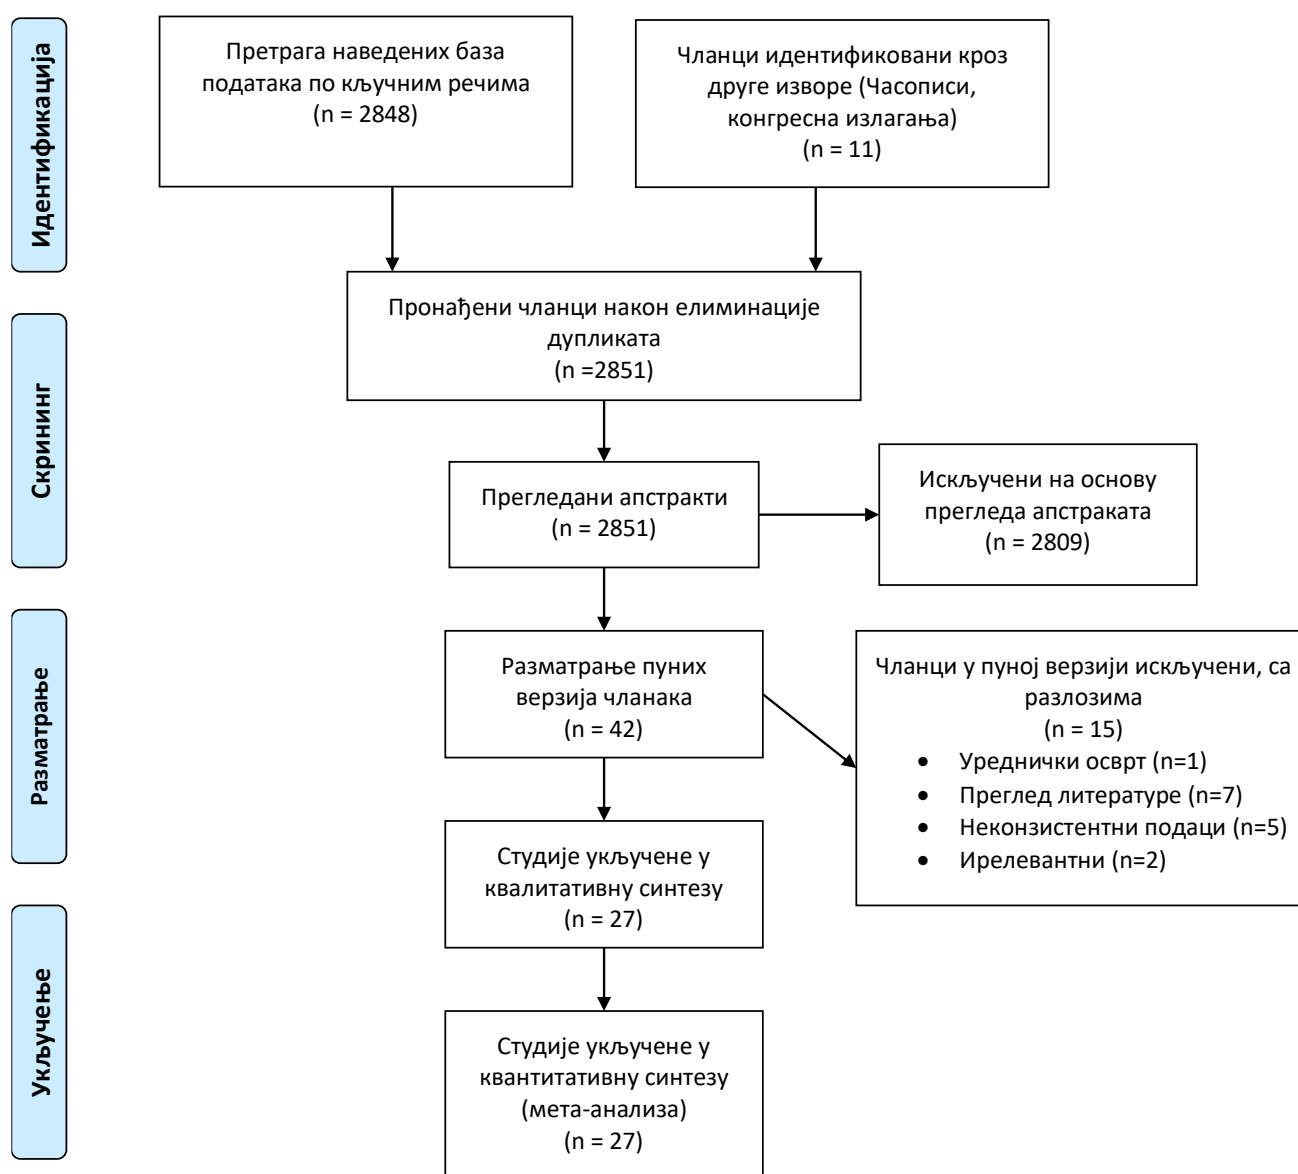 Идентификација
Претрага наведених база
података по кључним речима
(n = 2848)
Чланци идентификовани кроз
друге изворе (Часописи,
конгресна излагања)
(n = 11)
Пронађени чланци након елиминације
дупликата
(n =2851)
Скрининг
Прегледани апстракти
(n = 2851)
Искључени на основу
прегледа апстраката
(n = 2809)
Разматрање
Разматрање пуних
верзија чланака
(n = 42)
Чланци у пуној верзији искључени, са
разлозима
(n = 15)
• Уреднички осврт (n=1)
• Преглед литературе (n=7)
• Неконзистентни подаци (n=5)
• Ирелевантни (n=2)
Студије укључене у
квалитативну синтезу
(n = 27)
Укључење
Студије укључене у
квантитативну синтезу
(мета-анализа)
(n = 27)